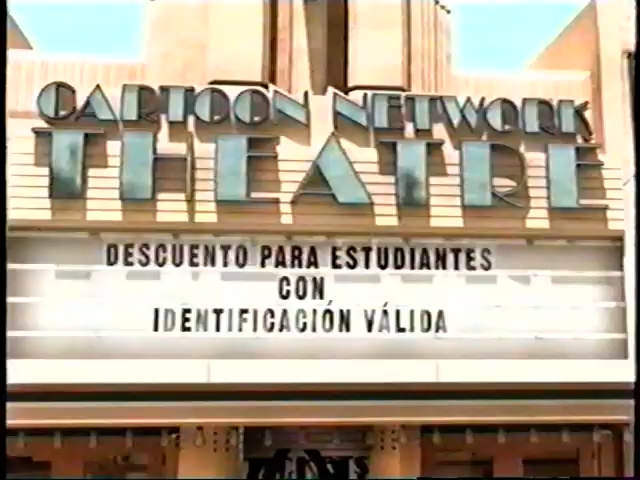 CARTOON NETWORK
THEATRE
DESCUENTO PARA ESTUDIANTES
CON
IDENTIFICACIÓN VÁLIDA